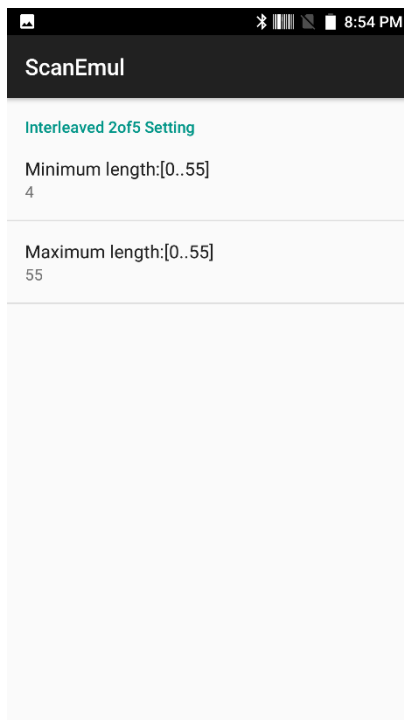 8:54 PM
ScanEmul
Interleaved 2of5 Setting
Minimum length:[0..55]
4
Maximum length:[0..55]
55